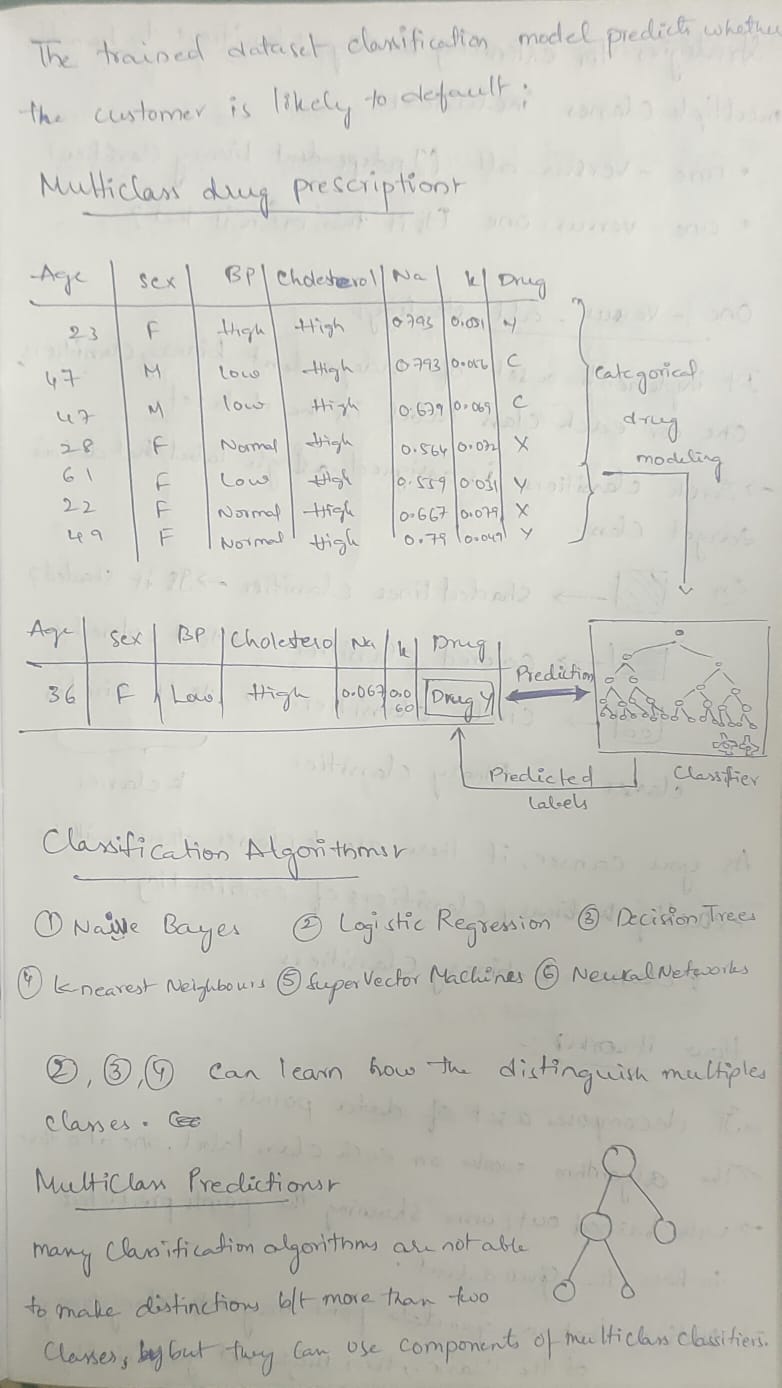 The trained dataset classification model predicts whether
the customer is likely to default;
Multiclass drug prescription:
Age Sex BP Cholesterol Na K Drug
23 F High High 0.793 0.031 Y
47 M Low High 0.793 0.056 C
47 M low High 0.679 0.069 C
28 F Normal High 0.564 0.072 X
61 F Low High 0.559 0.031 Y
22 F Normal High 0.667 0.079 X
49 F Normal High 0.79 0.049 Y
Categorical
drug
modeling
Age Sex BP Cholesterol Na K Drug
36 F Low High 0.067 0.060 Drug Y
Prediction
Predicted
labels
Classifier
Classification Algorithms:
① Naive Bayes ② Logistic Regression ③ Decision Trees
④ K nearest Neighbours ⑤ Super Vector Machines ⑥ Neural Networks
②, ③, ④ can learn how the distinguish multiples
classes.
MultiClass Predictions:
many classification algorithms are not able
to make distinctions b/t more than two
classes, but they can use components of multiclass classifiers.